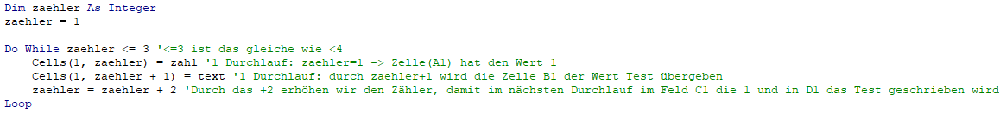 Dim zaehler As Integer
zaehler = 1
Do While zaehler <= 3 '<=3 ist das gleiche wie <4
Cells(1, zaehler) = zahl '1 Durchlauf: zaehler=1 -> Zelle(A1) hat den Wert 1
Cells(1, zaehler + 1) = text '1 Durchlauf: durch zaehler+1 wird die Zelle B1 der Wert Test übergeben
zaehler = zaehler + 2 'Durch das +2 erhöhen wir den Zähler, damit im nächsten Durchlauf im Feld C1 die 1 und in D1 das Test geschrieben wird
Loop